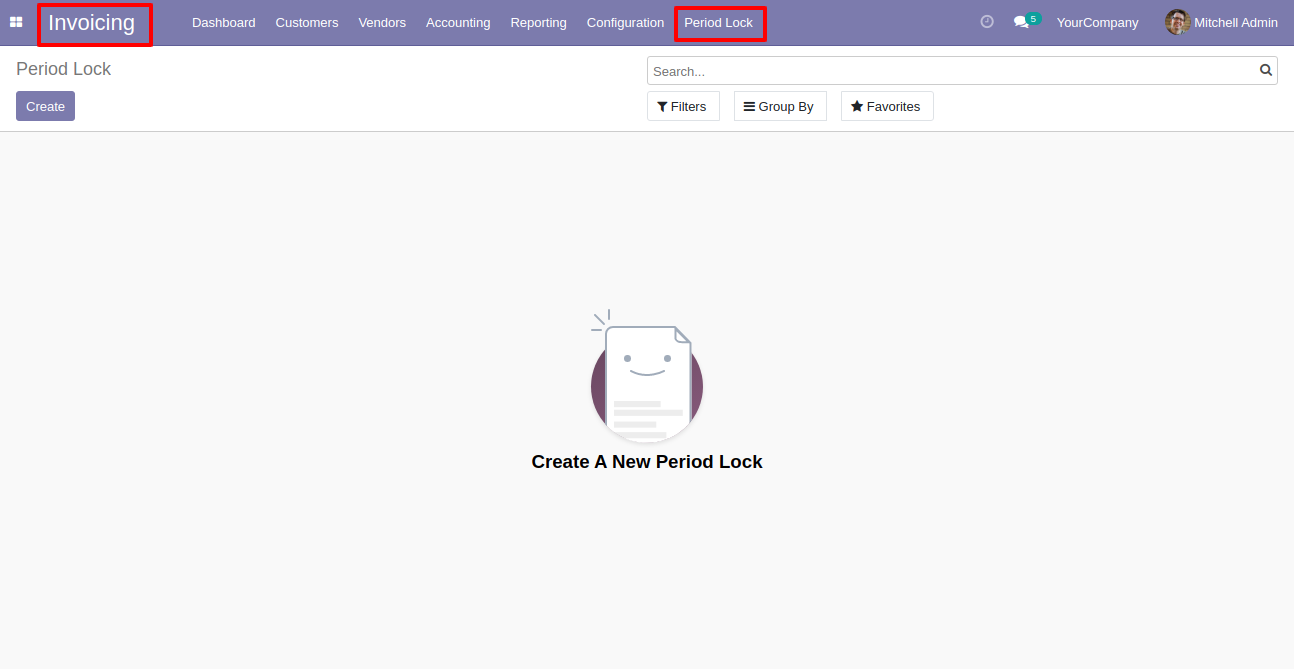 Invoicing Dashboard Customers Vendors Accounting Reporting Configuration Period Lock 5 YourCompany Mitchell Admin
Period Lock
Search...
Create
Filters Group By Favorites
Create A New Period Lock